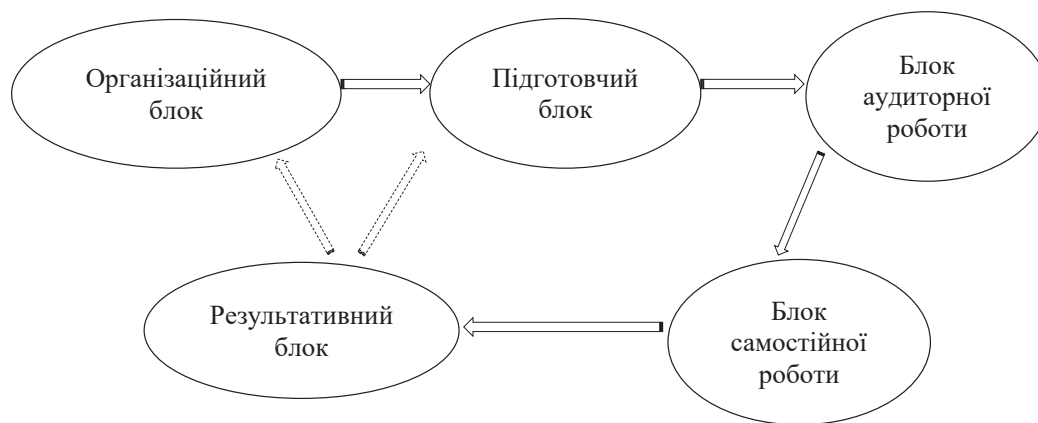 Організаційний
блок
Підготовчий
блок
Блок
аудиторної
роботи
Результативний
блок
Блок
самостійної
роботи